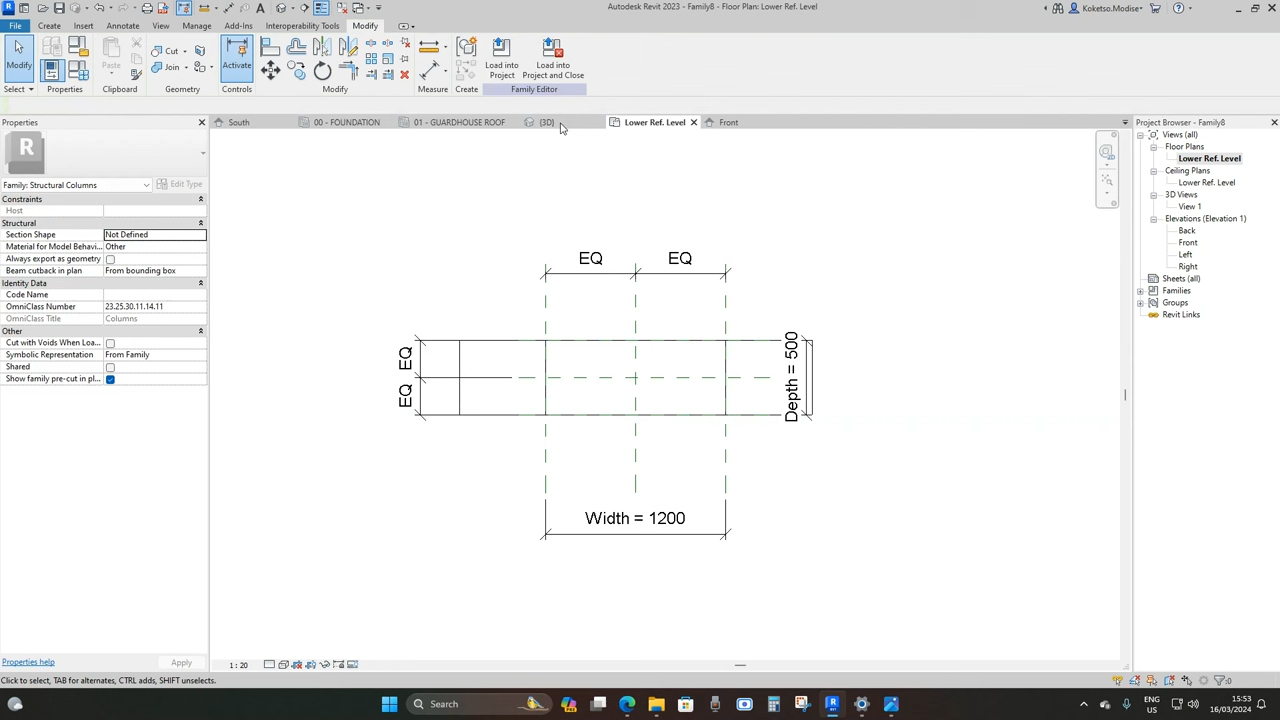 Autodesk Revit 2023 - Family8 - Floor Plan: Lower Ref. Level
Koketso.Modise
File Create Insert Annotate View Manage Add-Ins Interoperability Tools Modify
Modify
Paste
Cut
Join
Activate
Load into
Project
Load into
Project and Close
Select Properties Clipboard Geometry Controls Modify Measure Create Family Editor
Properties
South 00 - FOUNDATION 01 - GUARDHOUSE ROOF {3D} Lower Ref. Level Front
Project Browser - Family8
Family: Structural Columns Edit Type
Constraints
Host
Structural
Section Shape Not Defined
Material for Model Behavi... Other
Always export as geometry
Beam cutback in plan From bounding box
Identity Data
Code Name
OmniClass Number 23.25.30.11.14.11
OmniClass Title Columns
Other
Cut with Voids When Loa...
Symbolic Representation From Family
Shared
Show family pre-cut in pl...
Properties help Apply
EQ EQ
EQ
EQ
Depth = 500
Width = 1200
1 : 20
Views (all)
Floor Plans
Lower Ref. Level
Ceiling Plans
Lower Ref. Level
3D Views
View 1
Elevations (Elevation 1)
Back
Front
Left
Right
Sheets (all)
Families
Groups
Revit Links
Click to select, TAB for alternates, CTRL adds, SHIFT unselects.
:0
Search
ENG
US
15:53
16/03/2024